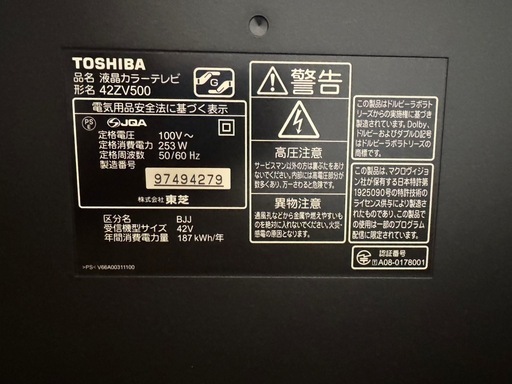 TOSHIBA
品名 液晶カラーテレビ
形名 42ZV500
G
電気用品安全法に基づく表示
PS
E
JQA
定格電圧 100V~
定格消費電力 253W
定格周波数 50/60 Hz
製造番号
97494279
株式会社 東芝
区分名 BJJ
受信機型サイズ 42V
年間消費電力量 187kWh/年
>PS-I V66A00311100
警告
高圧注意
サービスマン以外の方は裏ぶたをあけて
ください。内部には高電圧部分が
数多くあり、万一さわると危険
異物注意
通風孔などから金属が燃えやすいも
のを絶対に入れないでください。火災・
感電の恐れがあります。
この製品はドルビーラボラト
リーズからの実施権に基づき
製造されています。Dolby、
ドルビーおよびダブルD記号
はドルビーラボラトリーズの商標です。
この製品は、マクロヴィジョ
ン社が保有する日本特許第
1925090号の特許技術を
ライセンス供与により製造
されたものであり、この製品で
の使用は一部のプログラム
配信に限定されています。
認証番号
A08-0178001